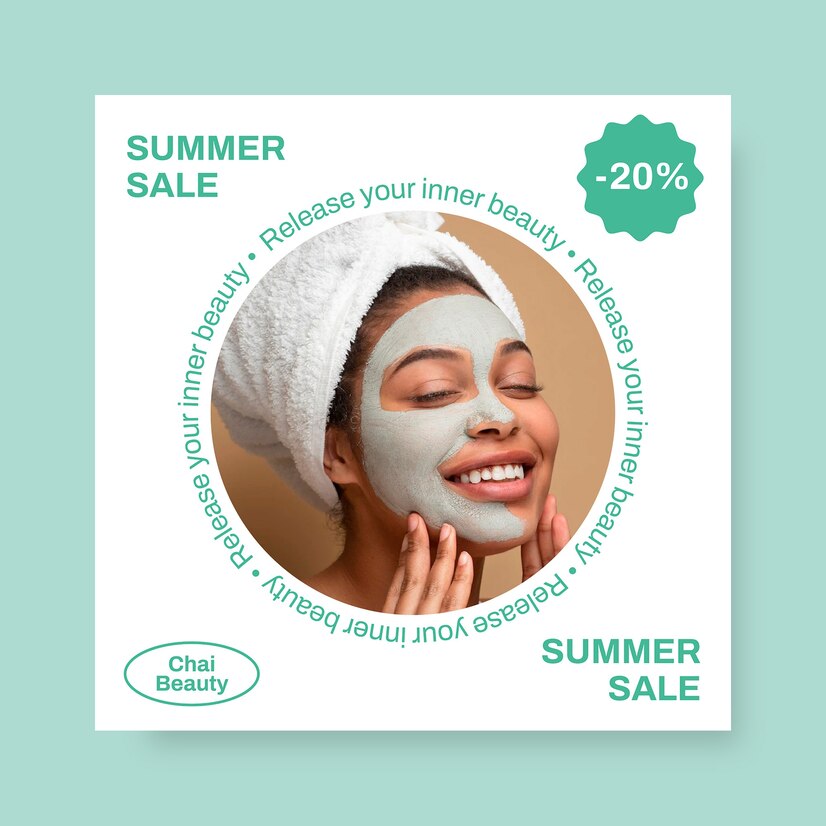 SUMMER
SALE
-20%
Release your inner beauty • Release your inner beauty • Release your inner beauty • Release your inner beauty •
Chai
Beauty
SUMMER
SALE